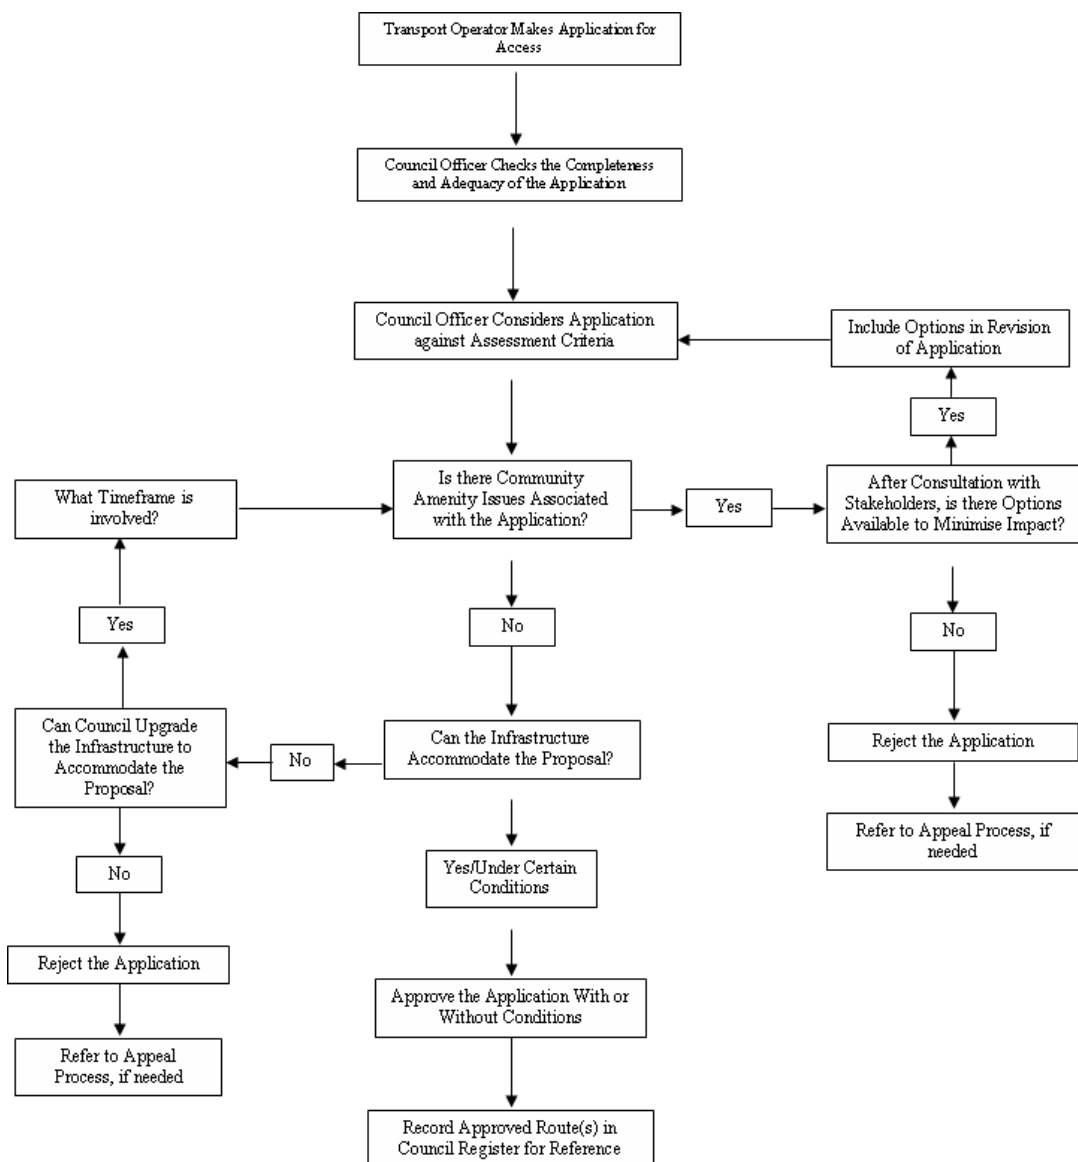 Transport Operator Makes Application for
Access
Council Officer Checks the Completeness
and Adequacy of the Application
Council Officer Considers Application
against Assessment Criteria
Include Options in Revision
of Application
Yes
What Timeframe is
involved?
Is there Community
Amenity Issues Associated
with the Application?
Yes
After Consultation with
Stakeholders, is there Options
Available to Minimise Impact?
Yes
No
No
Can Council Upgrade
the Infrastructure to
Accommodate the
Proposal?
No
Can the Infrastructure
Accommodate the Proposal?
Reject the Application
Refer to Appeal Process, if
needed
No
Yes/Under Certain
Conditions
Reject the Application
Approve the Application With or
Without Conditions
Refer to Appeal
Process, if needed
Record Approved Route(s) in
Council Register for Reference